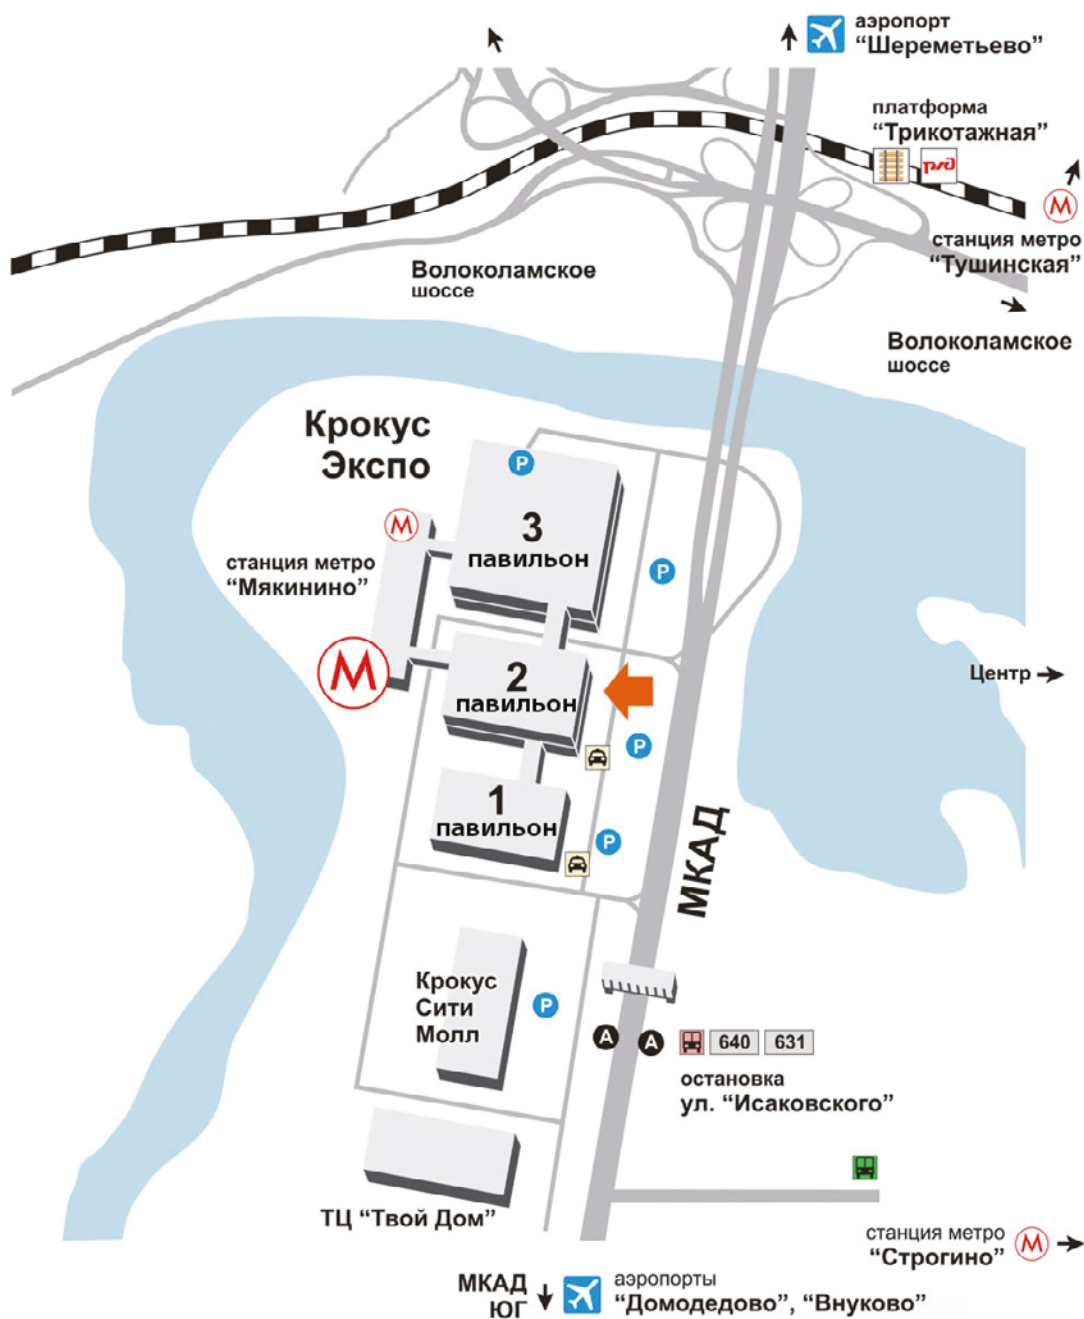 аэропорт
“Шереметьево”
платформа
“Трикотажная”
ржд
М
станция метро
“Тушинская”
Волоколамское
шоссе
Волоколамское
шоссе
Крокус
Экспо
P
3
павильон
М
станция метро
“Мякинино”
P
М
2
павильон
Центр
P
1
павильон
P
МКАД
Крокус
Сити
Молл
P
A
A
640
631
остановка
ул. “Исаковского”
ТЦ “Твой Дом”
станция метро
“Строгино”
М
МКАД
ЮГ
аэропорты
“Домодедово”, “Внуково”